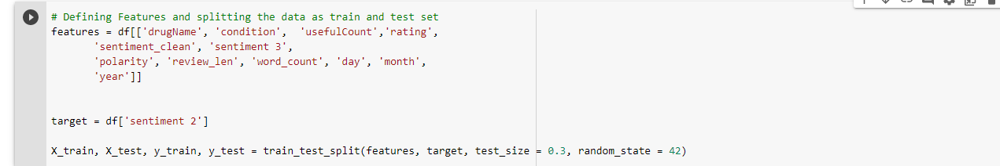 # Defining Features and splitting the data as train and test set
features = df[['drugName', 'condition',  'usefulCount','rating',
       'sentiment_clean', 'sentiment 3',
       'polarity', 'review_len', 'word_count', 'day', 'month',
       'year']]
target = df['sentiment 2']
X_train, X_test, y_train, y_test = train_test_split(features, target, test_size = 0.3, random_state = 42)